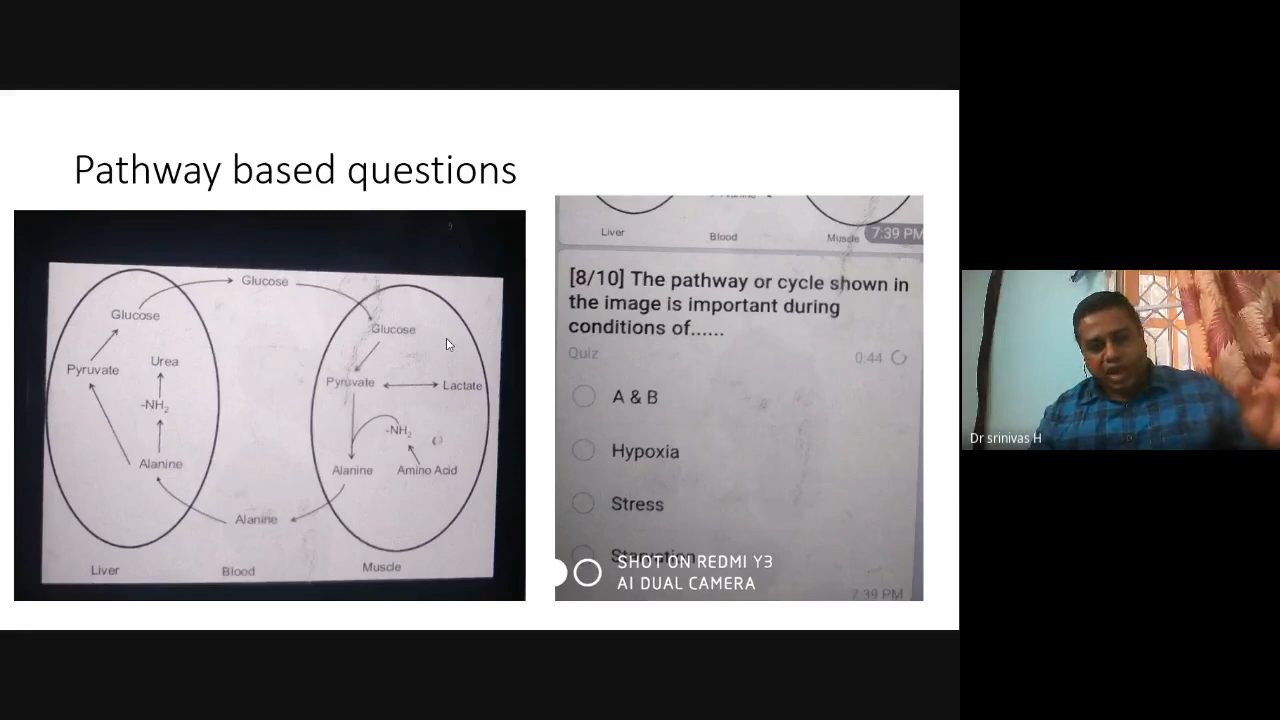 Pathway based questions
Glucose
Glucose
Pyruvate
Urea
-NH2
Alanine
Glucose
Pyruvate
Lactate
-NH2
Alanine
Amino Acid
Alanine
Liver
Blood
Muscle
Liver
Blood
Muscle
7:39 PM
[8/10] The pathway or cycle shown in
the image is important during
conditions of......
Quiz
0:44
A & B
Hypoxia
Stress
Starvation
SHOT ON REDMI Y3
AI DUAL CAMERA
7:39 PM
Dr srinivas H